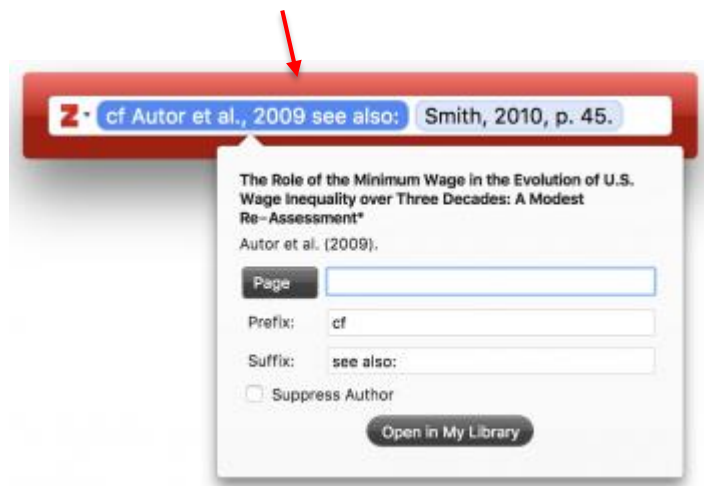 Z cf Autor et al., 2009 see also: Smith, 2010, p. 45.
The Role of the Minimum Wage in the Evolution of U.S.
Wage Inequality over Three Decades: A Modest
Re-Assessment*
Autor et al. (2009).
Page
Prefix: cf
Suffix: see also:
Suppress Author
Open in My Library